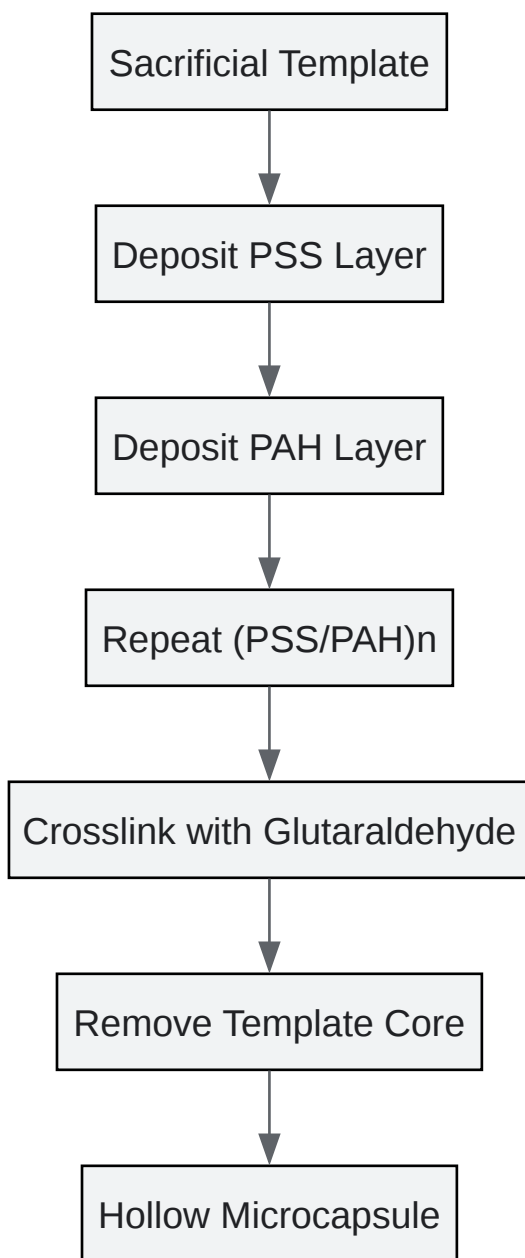 Sacrificial Template
Deposit PSS Layer
Deposit PAH Layer
Repeat (PSS/PAH)n
Crosslink with Glutaraldehyde
Remove Template Core
Hollow Microcapsule